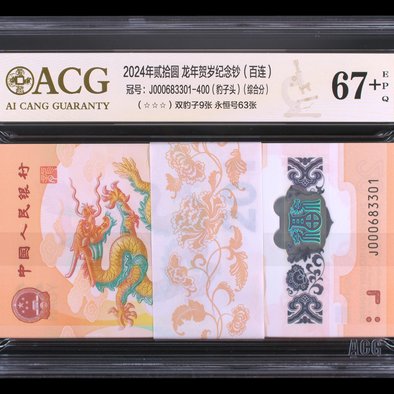 ACG
AI CANG GUARANTY
2024年贰拾圆 龙年贺岁纪念钞（百连）
冠号：J000683301-400（豹子头）（综合分）
（☆☆☆）双豹子9张 永恒号63张
67+
EPQ
中国人民银行
J000683301
ACG